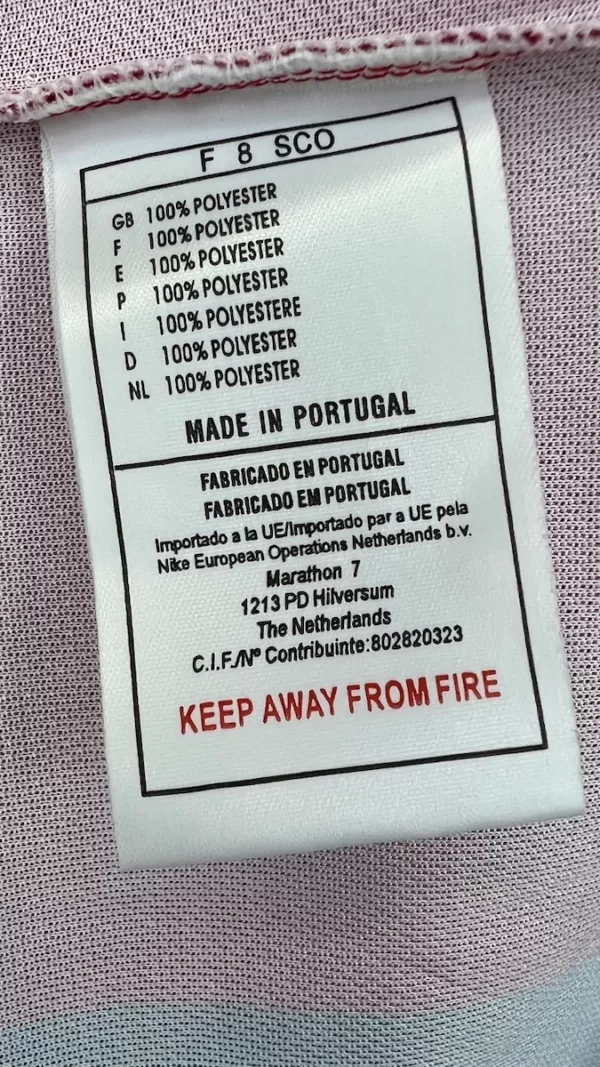 F 8 SCO
GB 100% POLYESTER
F 100% POLYESTER
E 100% POLYESTER
P 100% POLYESTER
I 100% POLYESTERE
D 100% POLYESTER
NL 100% POLYESTER
MADE IN PORTUGAL
FABRICADO EN PORTUGAL
FABRICADO EM PORTUGAL
Importado a la UE/Importado par a UE pela
Nike European Operations Netherlands b.v.
Marathon 7
1213 PD Hilversum
The Netherlands
C.I.F./Nº Contribuinte:802820323
KEEP AWAY FROM FIRE